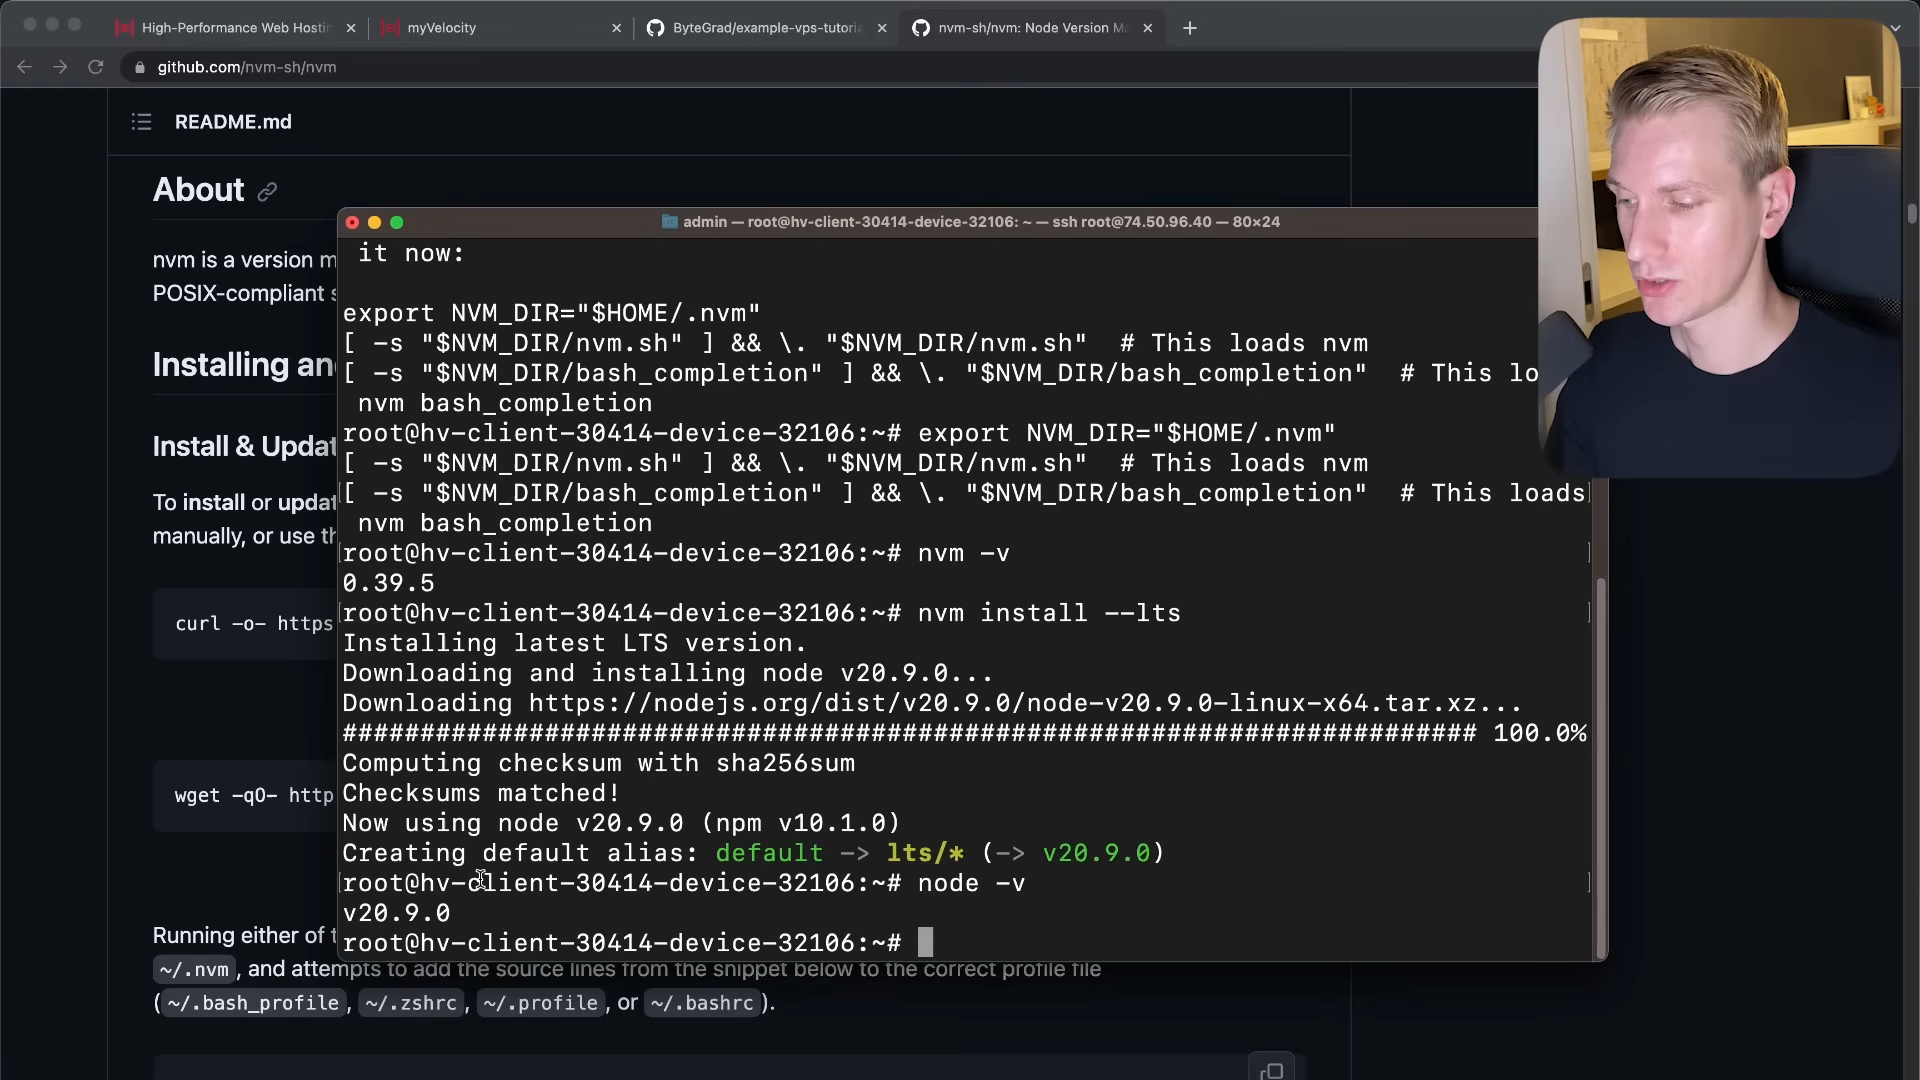 High-Performance Web Hostin
myVelocity
ByteGrad/example-vps-tutoria
nvm-sh/nvm: Node Version Ma
github.com/nvm-sh/nvm
README.md
About
nvm is a version m
POSIX-compliant s
Installing an
Install & Updat
To install or updat
manually, or use th
curl -o- https
wget -qO- http
Running either of t
~/.nvm, and attempts to add the source lines from the snippet below to the correct profile file
(~/.bash_profile, ~/.zshrc, ~/.profile, or ~/.bashrc).
admin — root@hv-client-30414-device-32106: ~ — ssh root@74.50.96.40 — 80×24
it now:
export NVM_DIR="$HOME/.nvm"
[ -s "$NVM_DIR/nvm.sh" ] && \. "$NVM_DIR/nvm.sh"  # This loads nvm
[ -s "$NVM_DIR/bash_completion" ] && \. "$NVM_DIR/bash_completion"  # This lo
nvm bash_completion
root@hv-client-30414-device-32106:~# export NVM_DIR="$HOME/.nvm"
[ -s "$NVM_DIR/nvm.sh" ] && \. "$NVM_DIR/nvm.sh"  # This loads nvm
[ -s "$NVM_DIR/bash_completion" ] && \. "$NVM_DIR/bash_completion"  # This loads
nvm bash_completion
root@hv-client-30414-device-32106:~# nvm -v
0.39.5
root@hv-client-30414-device-32106:~# nvm install --lts
Installing latest LTS version.
Downloading and installing node v20.9.0...
Downloading https://nodejs.org/dist/v20.9.0/node-v20.9.0-linux-x64.tar.xz...
######################################################################### 100.0%
Computing checksum with sha256sum
Checksums matched!
Now using node v20.9.0 (npm v10.1.0)
Creating default alias: default -> lts/* (-> v20.9.0)
root@hv-client-30414-device-32106:~# node -v
v20.9.0
root@hv-client-30414-device-32106:~#